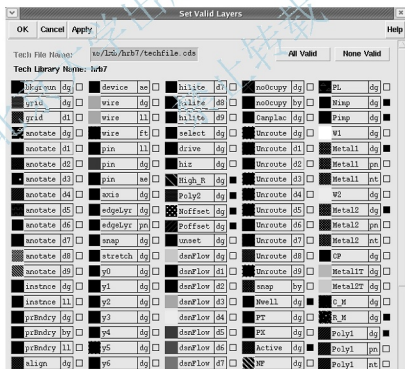 Set Valid Layers
OK Cancel Apply Help
Tech File Name: hrb7/techfile.cds All Valid None Valid
Tech Library Name: hrb7
bkgroun dg device ae hilite d7 noOcupy dg PL dg
grid dg wire dg hilite d8 noOcupy by Nimp dg
grid d1 wire ll hilite d9 Canplac dg Pimp dg
anotate dg wire ft select dg Unroute dg W1 dg
anotate d1 pin ll drive dg Unroute d1 Metal1 dg
anotate d2 pin dg hiz dg Unroute d2 Metal1 pn
anotate d3 pin ae High_R dg Unroute d3 Metal1 nt
anotate d4 axis dg Poly2 dg Unroute d4 W2 dg
anotate d5 edgeLyr dg Noffset dg Unroute d5 Metal2 dg
anotate d6 edgeLyr pn Poffset dg Unroute d6 Metal2 pn
anotate d7 snap dg unset dg Unroute d7 Metal2 nt
anotate d8 stretch dg dsnFlow dg Unroute d8 CP dg
anotate d9 y0 dg dsnFlow d1 Unroute d9 Metal1T dg
instnce dg y1 dg dsnFlow d2 snap by Metal2T dg
instnce ll y2 dg dsnFlow d3 Nwell dg C_M dg
prBndry dg y3 dg dsnFlow d4 PT dg R_M dg
prBndry by y4 dg dsnFlow d5 PX dg Poly1 dg
prBndry ll y5 dg dsnFlow d6 Active dg Poly1 pn
align dg y6 dg dsnFlow d7 NF dg Poly1 nt